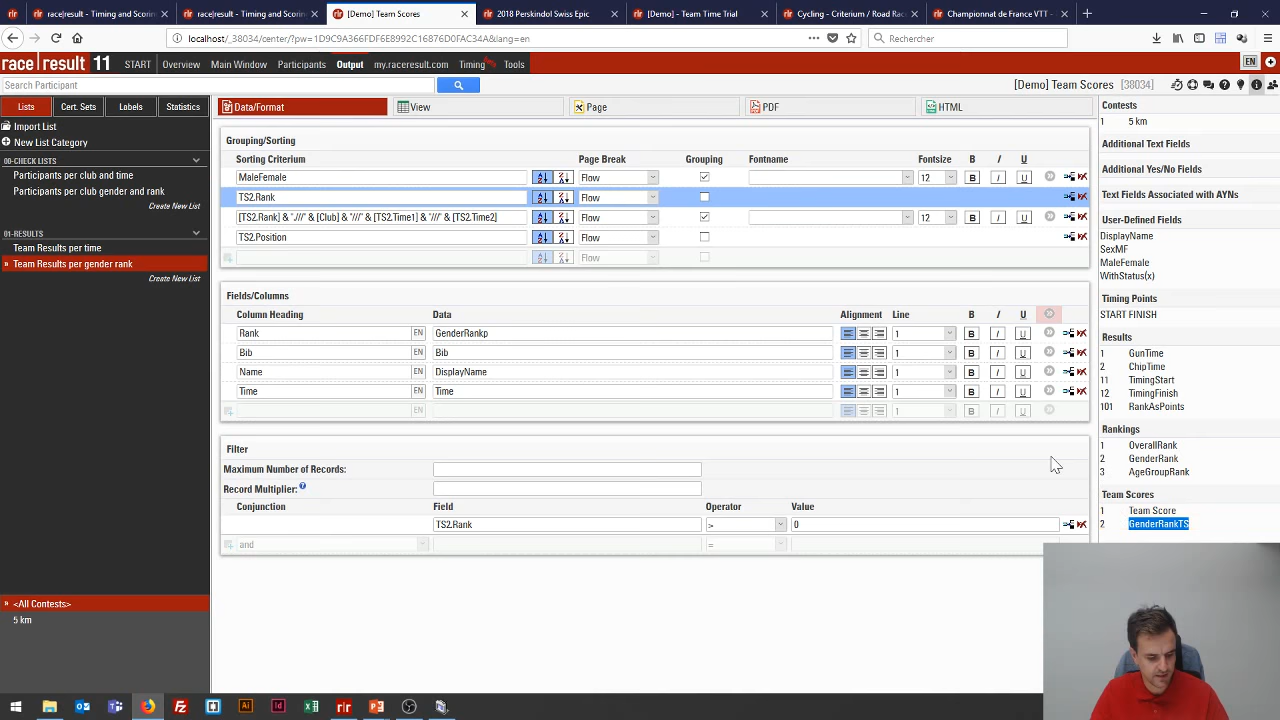 race|result - Timing and Scorin
race|result - Timing and Scorin
[Demo] Team Scores
2018 Perskindol Swiss Epic
[Demo] - Team Time Trial
Cycling - Criterium / Road Rac
Championnat de France VTT -
localhost/_38034/center/?pw=1D9C9A366FDF6E8992C16876D0FAC34A&lang=en
Rechercher
race|result 11 START Overview Main Window Participants Output my.raceresult.com Timing Tools EN
Search Participant
[Demo] Team Scores [38034]
Lists Cert. Sets Labels Statistics
Import List
New List Category
00-CHECK LISTS
Participants per club and time
Participants per club gender and rank
Create New List
01-RESULTS
Team Results per time
» Team Results per gender rank
Create New List
» <All Contests>
5 km
Data/Format View Page PDF HTML
Grouping/Sorting
Sorting Criterium Page Break Grouping Fontname Fontsize B I U
MaleFemale Flow 12 B I U
TS2.Rank Flow
[TS2.Rank] & ".///" & [Club] & "///" & [TS2.Time1] & "///" & [TS2.Time2] Flow 12 B I U
TS2.Position Flow
Flow
Fields/Columns
Column Heading Data Alignment Line B I U
Rank EN GenderRankp 1 B I U
Bib EN Bib 1 B I U
Name EN DisplayName 1 B I U
Time EN Time 1 B I U
EN 1 B I U
Filter
Maximum Number of Records:
Record Multiplier:
Conjunction Field Operator Value
TS2.Rank > 0
and =
Contests
1 5 km
Additional Text Fields
Additional Yes/No Fields
Text Fields Associated with AYNs
User-Defined Fields
DisplayName
SexMF
MaleFemale
WithStatus(x)
Timing Points
START FINISH
Results
1 GunTime
2 ChipTime
11 TimingStart
12 TimingFinish
101 RankAsPoints
Rankings
1 OverallRank
2 GenderRank
3 AgeGroupRank
Team Scores
1 Team Score
2 GenderRankTS